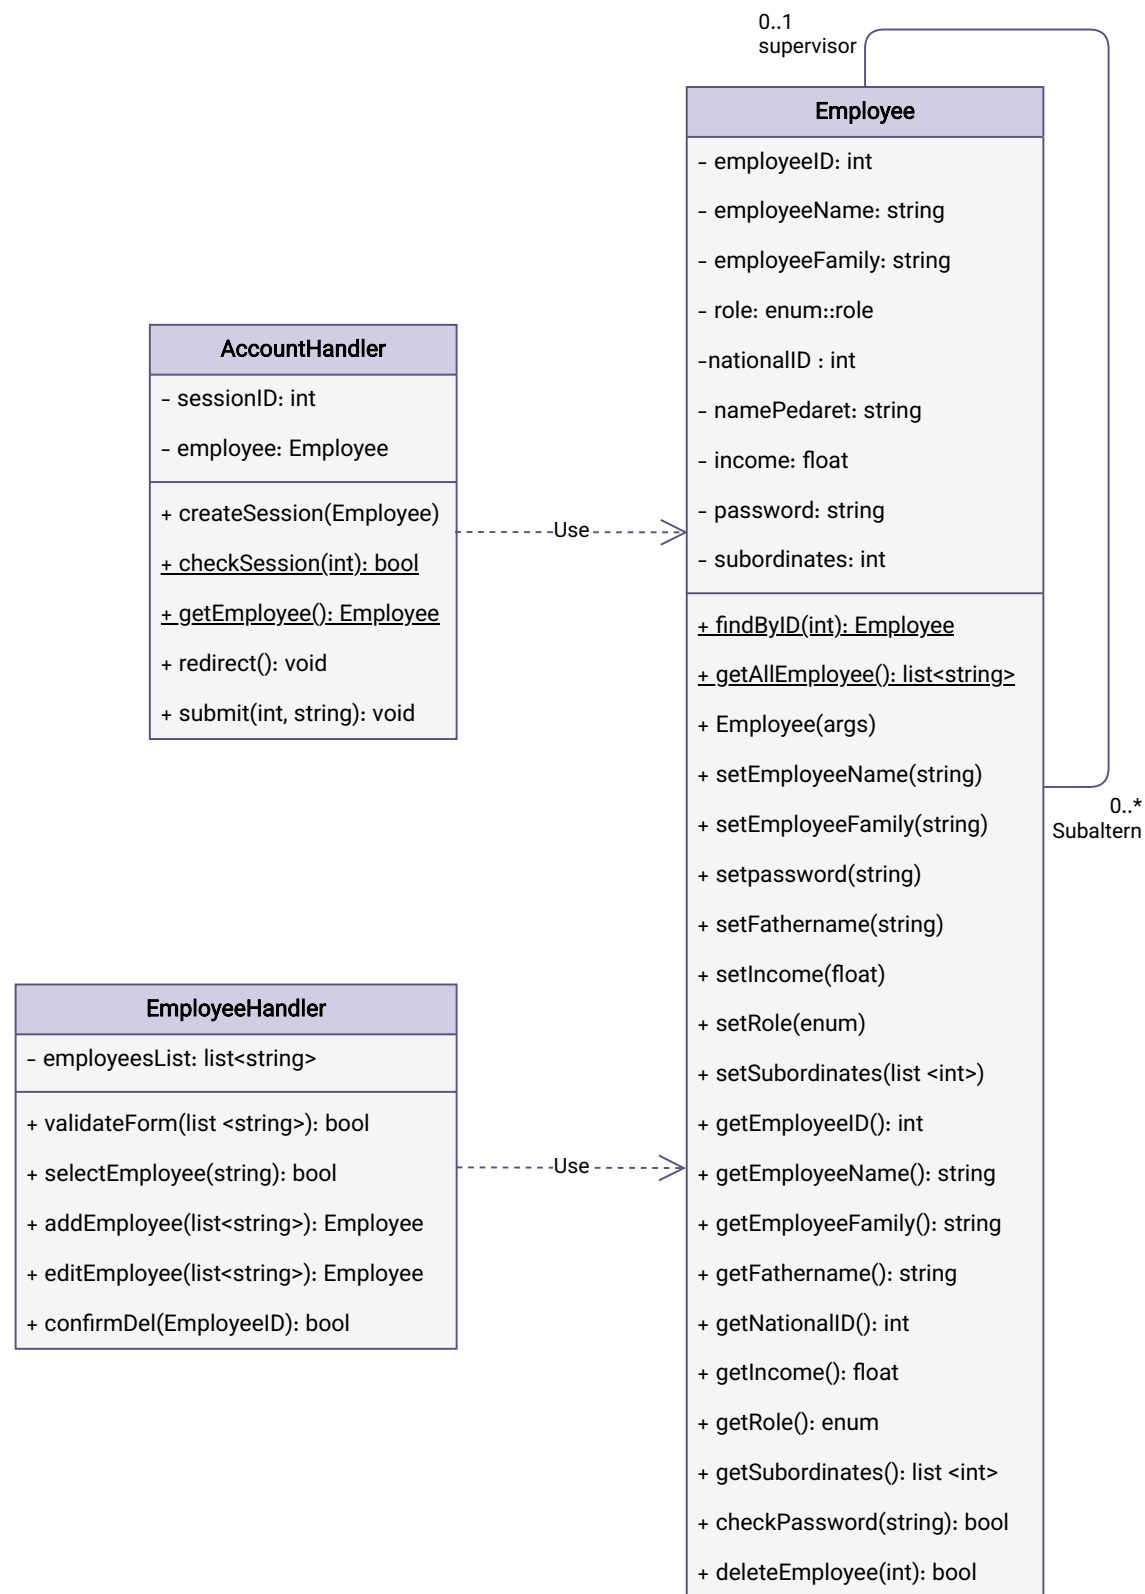 0..1
supervisor
Employee
- employeeID: int
- employeeName: string
- employeeFamily: string
- role: enum::role
-nationalID : int
- namePedaret: string
- income: float
- password: string
- subordinates: int
+ findByID(int): Employee
+ getAllEmployee(): list<string>
+ Employee(args)
+ setEmployeeName(string)
+ setEmployeeFamily(string)
+ setpassword(string)
+ setFathername(string)
+ setIncome(float)
+ setRole(enum)
+ setSubordinates(list <int>)
+ getEmployeeID(): int
+ getEmployeeName(): string
+ getEmployeeFamily(): string
+ getFathername(): string
+ getNationalID(): int
+ getIncome(): float
+ getRole(): enum
+ getSubordinates(): list <int>
+ checkPassword(string): bool
+ deleteEmployee(int): bool
0..*
Subaltern
AccountHandler
- sessionID: int
- employee: Employee
+ createSession(Employee)
+ checkSession(int): bool
+ getEmployee(): Employee
+ redirect(): void
+ submit(int, string): void
Use
EmployeeHandler
- employeesList: list<string>
+ validateForm(list <string>): bool
+ selectEmployee(string): bool
+ addEmployee(list<string>): Employee
+ editEmployee(list<string>): Employee
+ confirmDel(EmployeeID): bool
Use